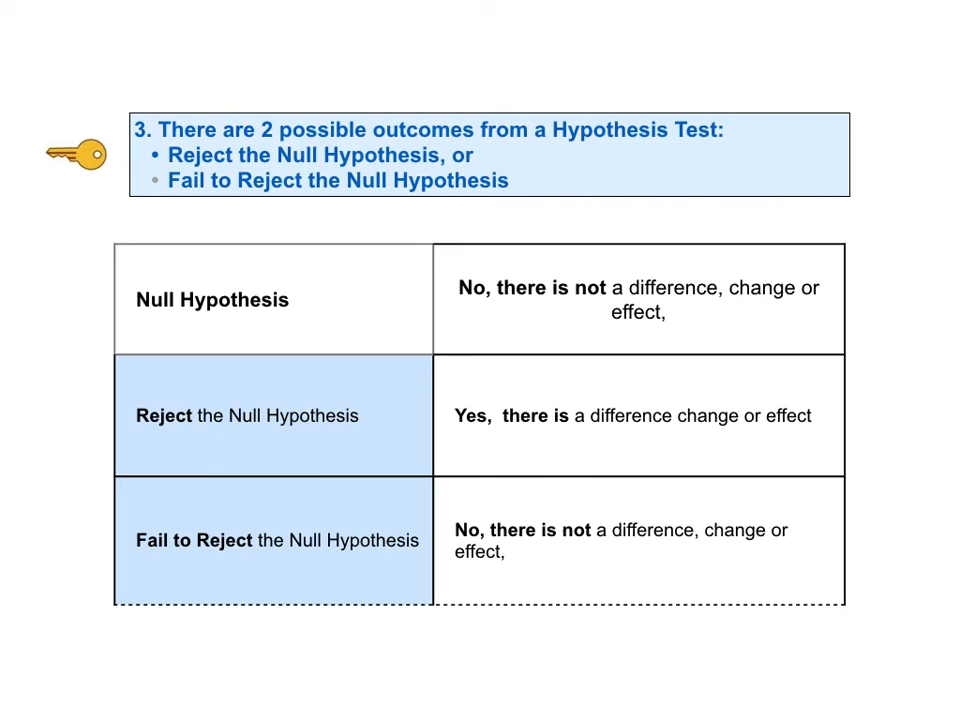 3. There are 2 possible outcomes from a Hypothesis Test:
• Reject the Null Hypothesis, or
• Fail to Reject the Null Hypothesis
Null Hypothesis
No, there is not a difference, change or
effect,
Reject the Null Hypothesis
Yes,  there is a difference change or effect
Fail to Reject the Null Hypothesis
No, there is not a difference, change or
effect,